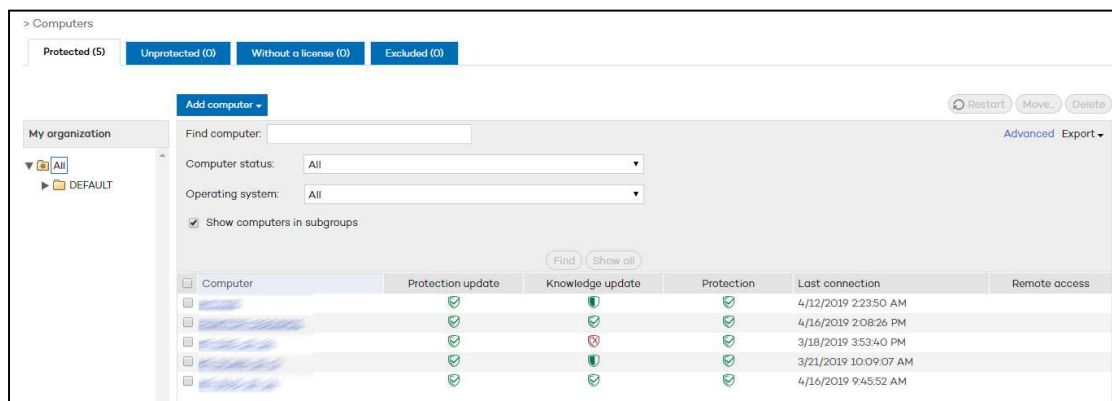 > Computers
Protected (5) Unprotected (0) Without a license (0) Excluded (0)
Add computer Restart Move... Delete
My organization Find computer: Advanced Export
All Computer status: All
DEFAULT Operating system: All
Show computers in subgroups
Find Show all
Computer Protection update Knowledge update Protection Last connection Remote access
4/12/2019 2:23:50 AM
4/16/2019 2:08:26 PM
3/18/2019 3:53:40 PM
3/21/2019 10:09:07 AM
4/16/2019 9:45:52 AM